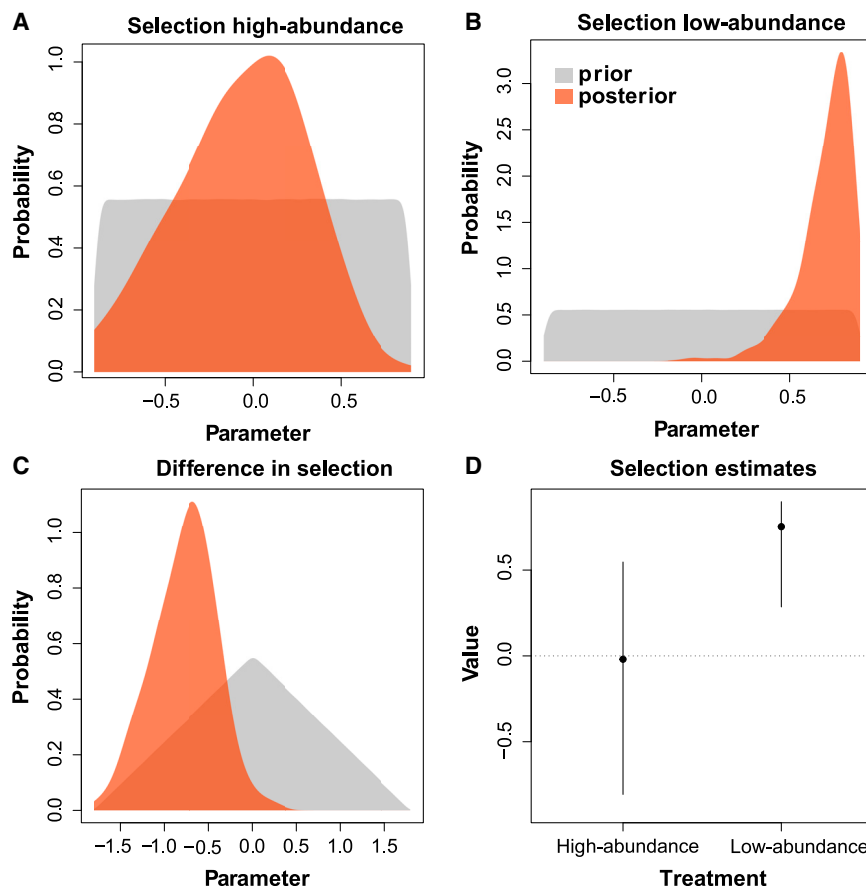 A
Selection high-abundance
Probability
1.0
0.8
0.6
0.4
0.2
0.0
−0.5 0.0 0.5
Parameter
B
Selection low-abundance
prior
posterior
Probability
3.0
2.5
2.0
1.5
1.0
0.5
0.0
−0.5 0.0 0.5
Parameter
C
Difference in selection
Probability
1.0
0.8
0.6
0.4
0.2
0.0
−1.5 −1.0 −0.5 0.0 0.5 1.0 1.5
Parameter
D
Selection estimates
Value
0.5
0.0
−0.5
High-abundance Low-abundance
Treatment